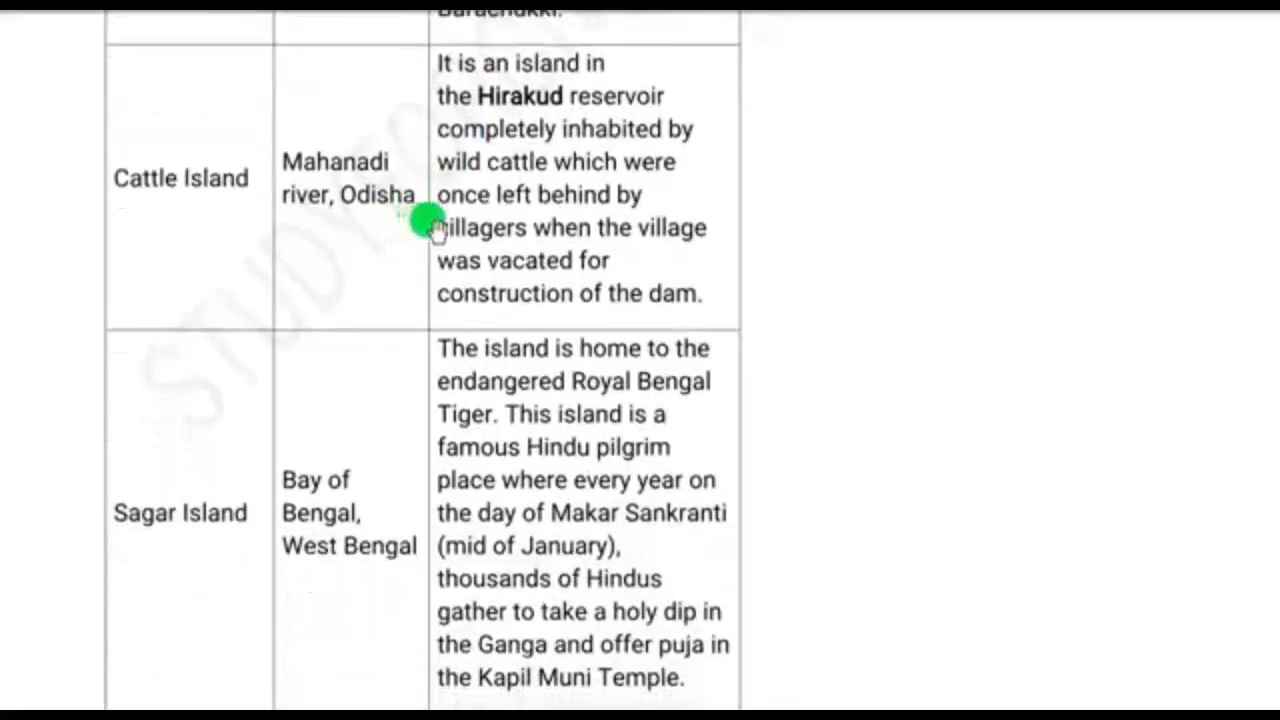 Barachukki.
Cattle Island
Mahanadi
river, Odisha
It is an island in
the Hirakud reservoir
completely inhabited by
wild cattle which were
once left behind by
villagers when the village
was vacated for
construction of the dam.
Sagar Island
Bay of
Bengal,
West Bengal
The island is home to the
endangered Royal Bengal
Tiger. This island is a
famous Hindu pilgrim
place where every year on
the day of Makar Sankranti
(mid of January),
thousands of Hindus
gather to take a holy dip in
the Ganga and offer puja in
the Kapil Muni Temple.